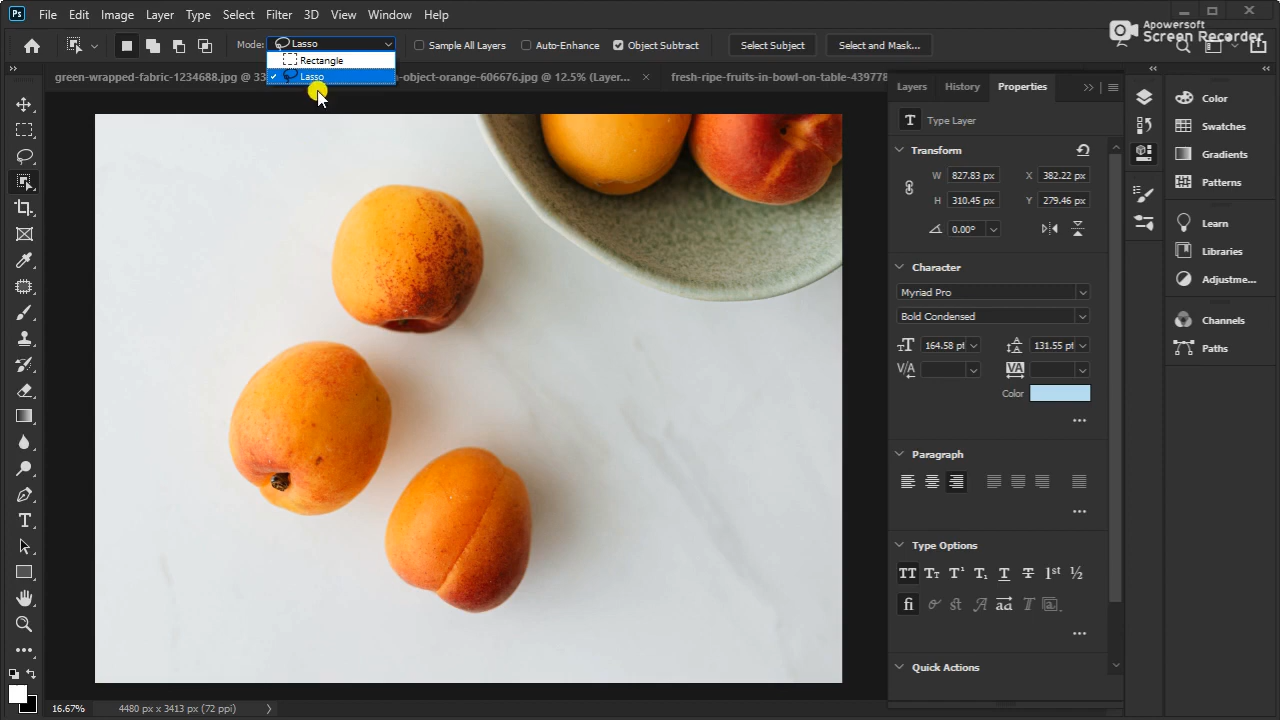 Ps File Edit Image Layer Type Select Filter 3D View Window Help
Apowersoft
Screen Recorder
Mode: Lasso Sample All Layers Auto-Enhance Object Subtract Select Subject Select and Mask...
Rectangle
Lasso
green-wrapped-fabric-1234688.jpg @ 33 -object-orange-606676.jpg @ 12.5% (Layer... fresh-ripe-fruits-in-bowl-on-table-439778
Layers History Properties
Type Layer
Transform
W 827.83 px X 382.22 px
H 310.45 px Y 279.46 px
0.00°
Character
Myriad Pro
Bold Condensed
164.58 pt 131.55 pt
Color
Paragraph
Type Options
Quick Actions
Color
Swatches
Gradients
Patterns
Learn
Libraries
Adjustme...
Channels
Paths
16.67% 4480 px x 3413 px (72 ppi)